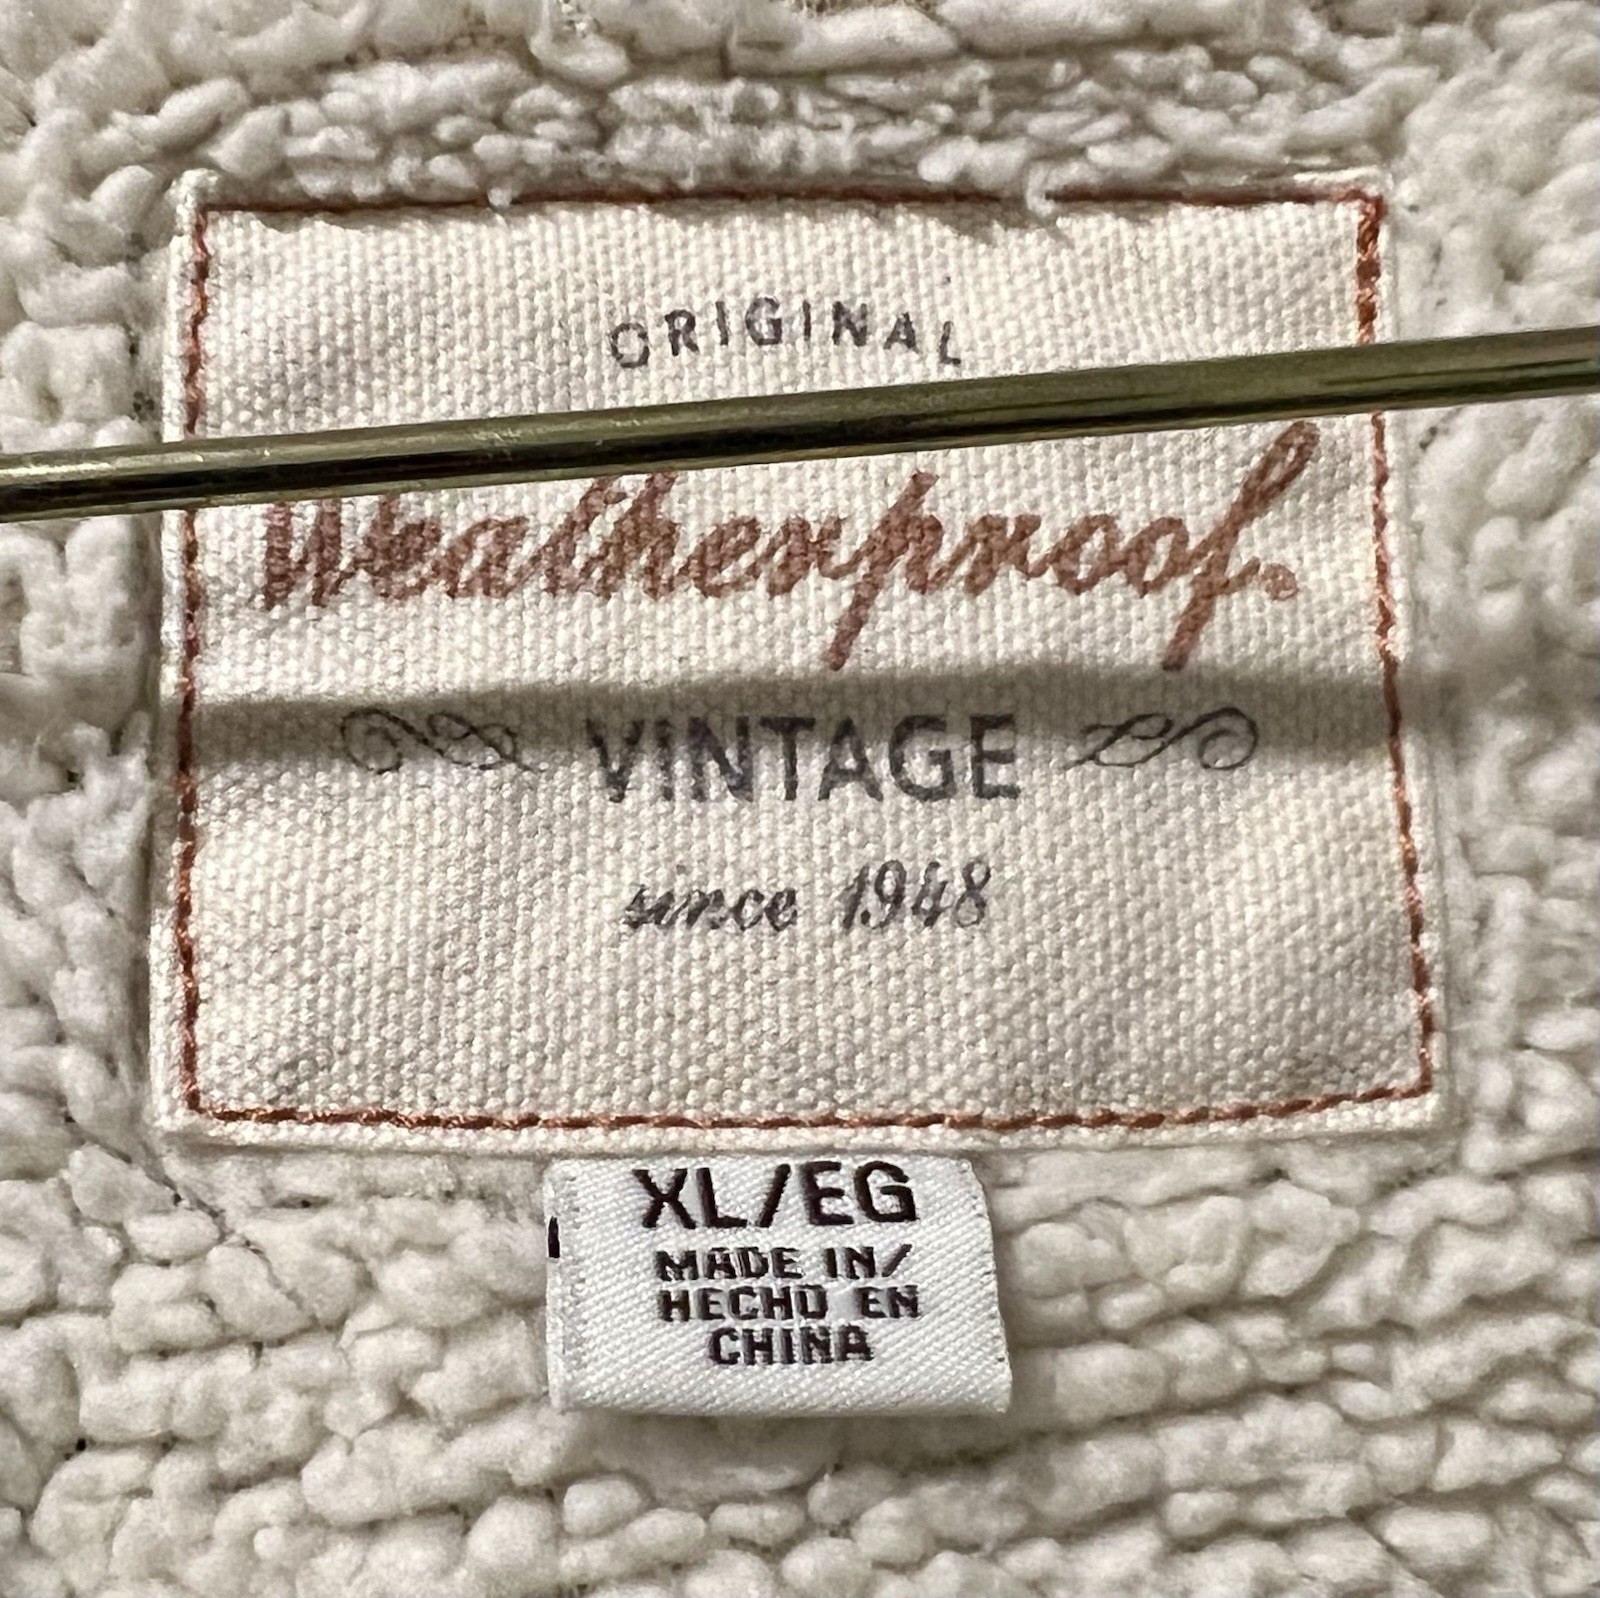 ORIGINAL
Weatherproof.
VINTAGE
since 1948
XL/EG
MADE IN/
HECHO EN
CHINA